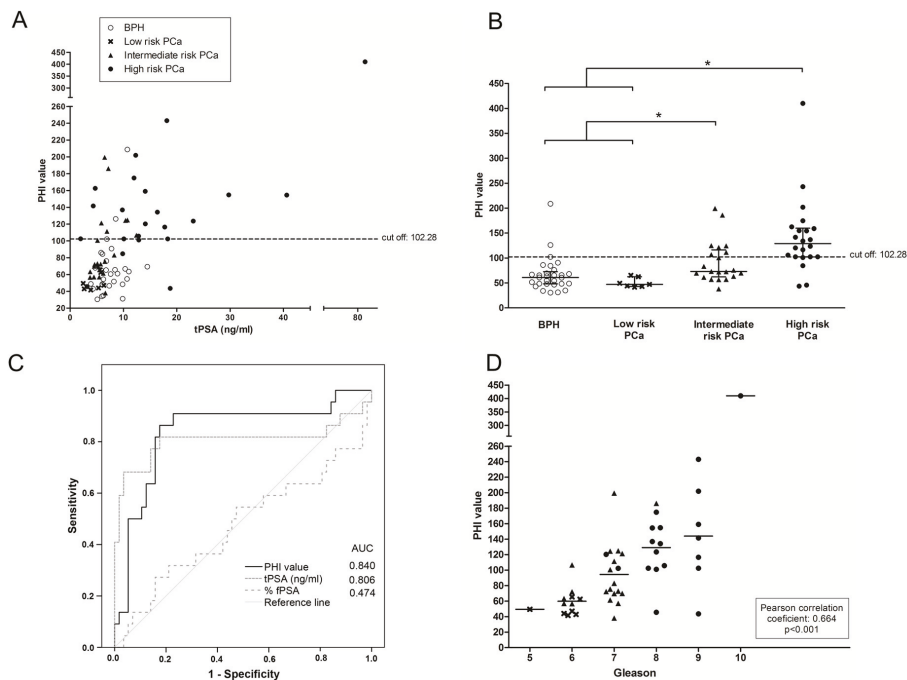 A
BPH
Low risk PCa
Intermediate risk PCa
High risk PCa
PHI value
450
400
350
300
260
240
220
200
180
160
140
120
100
80
60
40
20
cut off: 102.28
0 10 20 30 40 80
tPSA (ng/ml)
B
*
*
PHI value
450
400
350
300
250
200
150
100
50
0
cut off: 102.28
BPH
Low risk PCa
Intermediate risk PCa
High risk PCa
C
Sensitivity
1.0
0.8
0.6
0.4
0.2
0.0
AUC
PHI value 0.840
tPSA (ng/ml) 0.806
% fPSA 0.474
Reference line
0.0 0.2 0.4 0.6 0.8 1.0
1 - Specificity
D
PHI value
450
400
350
300
260
240
220
200
180
160
140
120
100
80
60
40
20
0
Pearson correlation
coeficient: 0.664
p<0.001
5 6 7 8 9 10
Gleason